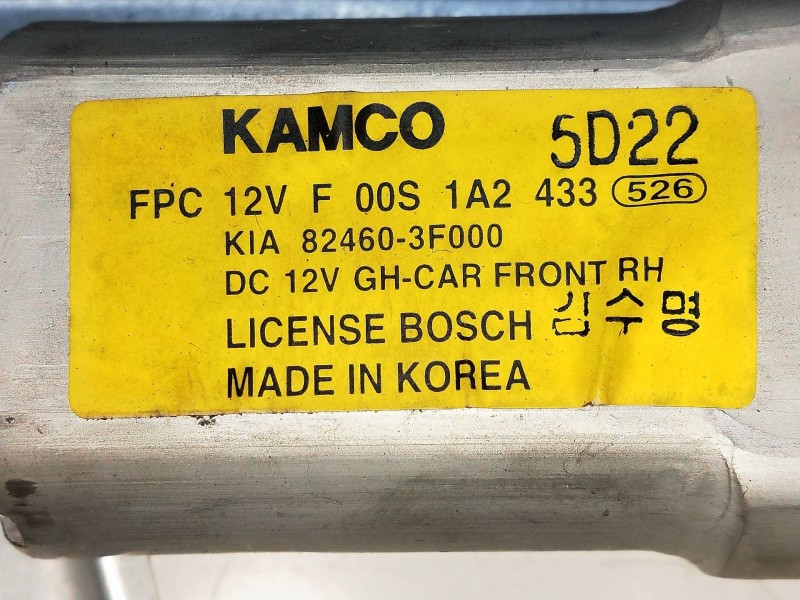 KAMCO 5D22
FPC 12V F 00S 1A2 433 526
KIA 82460-3F000
DC 12V GH-CAR FRONT RH
LICENSE BOSCH 김수명
MADE IN KOREA